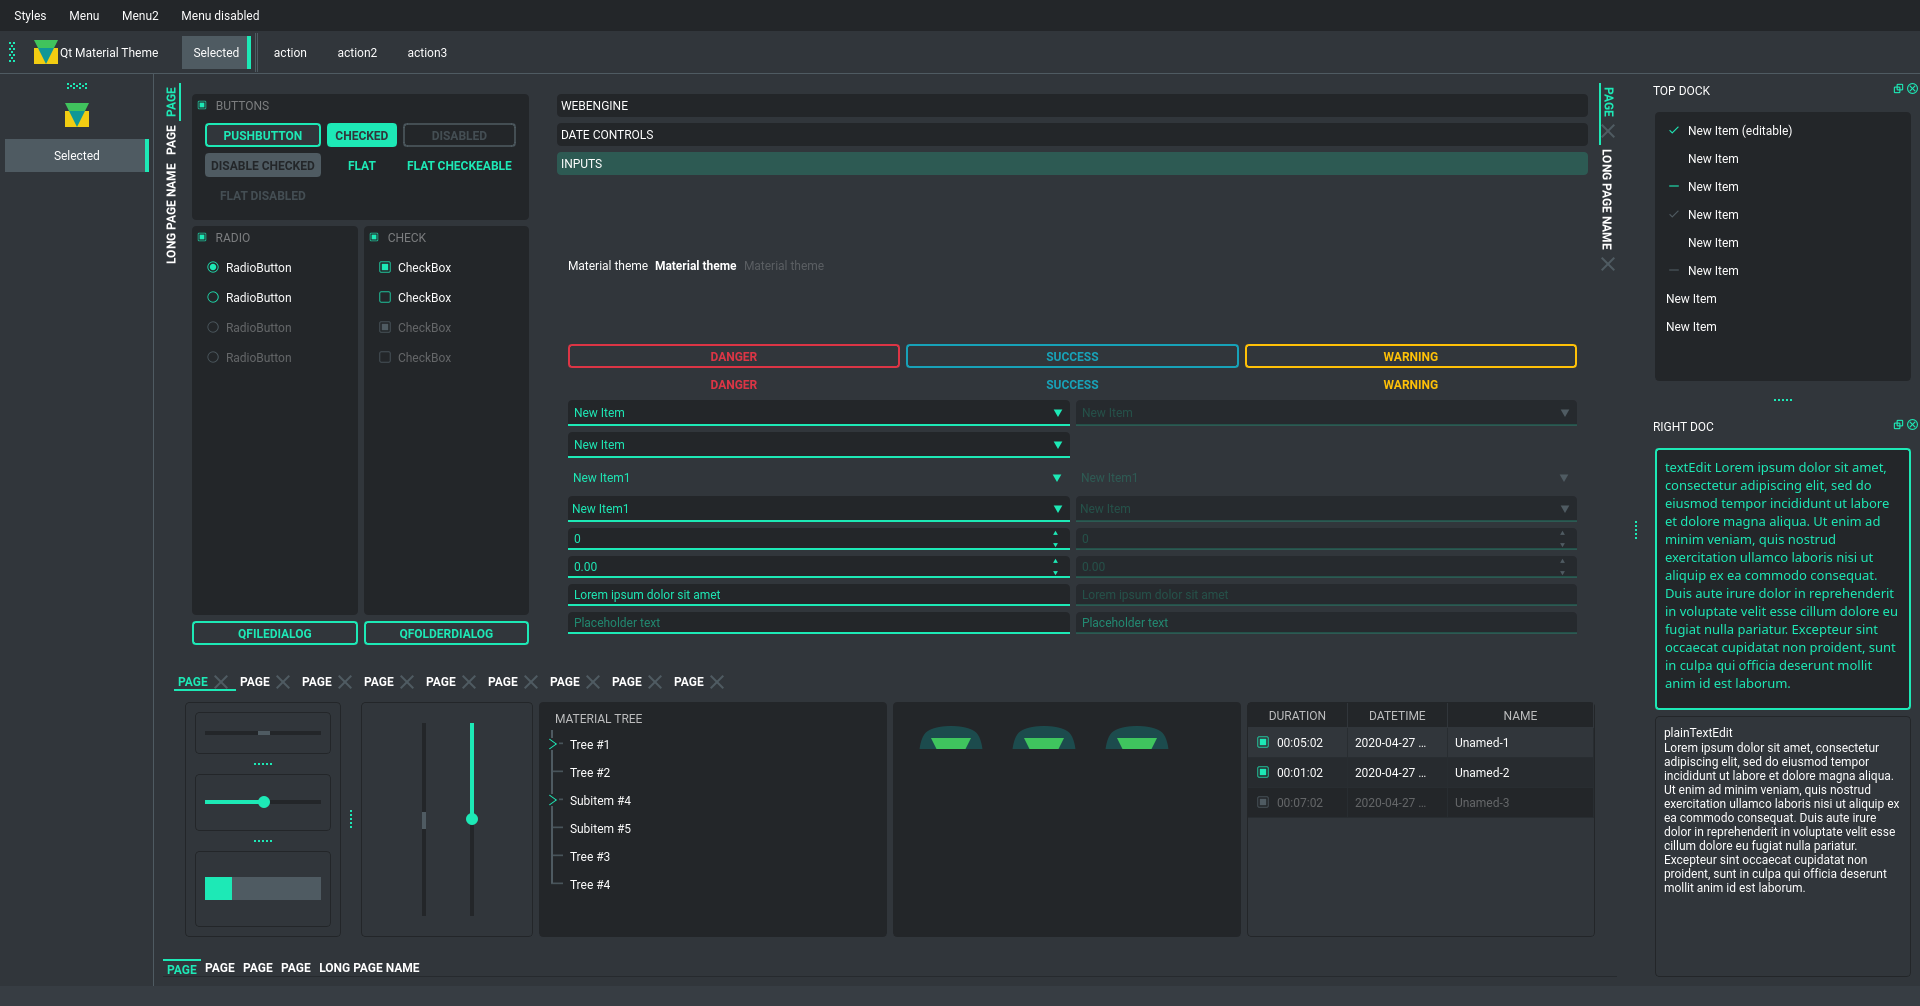 Styles Menu Menu2 Menu disabled
Qt Material Theme Selected action action2 action3
Selected
PAGE
PAGE
LONG PAGE NAME
BUTTONS
PUSHBUTTON CHECKED DISABLED
DISABLE CHECKED FLAT FLAT CHECKEABLE
FLAT DISABLED
RADIO
RadioButton
RadioButton
RadioButton
RadioButton
CHECK
CheckBox
CheckBox
CheckBox
CheckBox
QFILEDIALOG QFOLDERDIALOG
WEBENGINE
DATE CONTROLS
INPUTS
Material theme Material theme Material theme
DANGER SUCCESS WARNING
DANGER SUCCESS WARNING
New Item New Item
New Item
New Item1 New Item1
New Item1 New Item
0 0
0.00 0.00
Lorem ipsum dolor sit amet Lorem ipsum dolor sit amet
Placeholder text Placeholder text
PAGE
LONG PAGE NAME
PAGE PAGE PAGE PAGE PAGE PAGE PAGE PAGE PAGE
MATERIAL TREE
Tree #1
Tree #2
Subitem #4
Subitem #5
Tree #3
Tree #4
DURATION DATETIME NAME
00:05:02 2020-04-27 ... Unamed-1
00:01:02 2020-04-27 ... Unamed-2
00:07:02 2020-04-27 ... Unamed-3
PAGE PAGE PAGE PAGE LONG PAGE NAME
TOP DOCK
New Item (editable)
New Item
New Item
New Item
New Item
New Item
New Item
New Item
RIGHT DOC
textEdit Lorem ipsum dolor sit amet,
consectetur adipiscing elit, sed do
eiusmod tempor incididunt ut labore
et dolore magna aliqua. Ut enim ad
minim veniam, quis nostrud
exercitation ullamco laboris nisi ut
aliquip ex ea commodo consequat.
Duis aute irure dolor in reprehenderit
in voluptate velit esse cillum dolore eu
fugiat nulla pariatur. Excepteur sint
occaecat cupidatat non proident, sunt
in culpa qui officia deserunt mollit
anim id est laborum.
plainTextEdit
Lorem ipsum dolor sit amet, consectetur
adipiscing elit, sed do eiusmod tempor
incididunt ut labore et dolore magna aliqua.
Ut enim ad minim veniam, quis nostrud
exercitation ullamco laboris nisi ut aliquip ex
ea commodo consequat. Duis aute irure
dolor in reprehenderit in voluptate velit esse
cillum dolore eu fugiat nulla pariatur.
Excepteur sint occaecat cupidatat non
proident, sunt in culpa qui officia deserunt
mollit anim id est laborum.